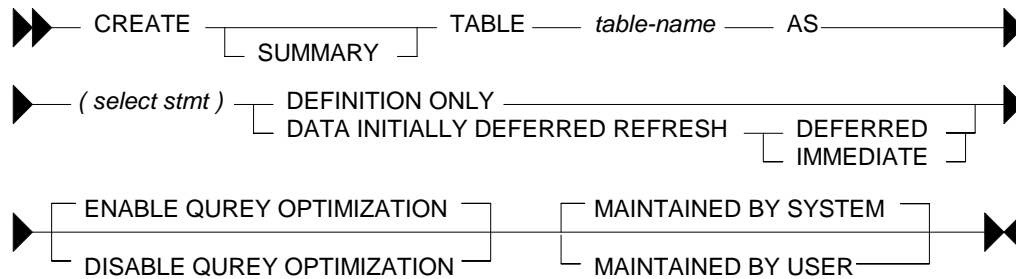 CREATE TABLE table-name AS
SUMMARY
( select stmt ) DEFINITION ONLY
DATA INITIALLY DEFERRED REFRESH DEFERRED
IMMEDIATE
ENABLE QUREY OPTIMIZATION MAINTAINED BY SYSTEM
DISABLE QUREY OPTIMIZATION MAINTAINED BY USER